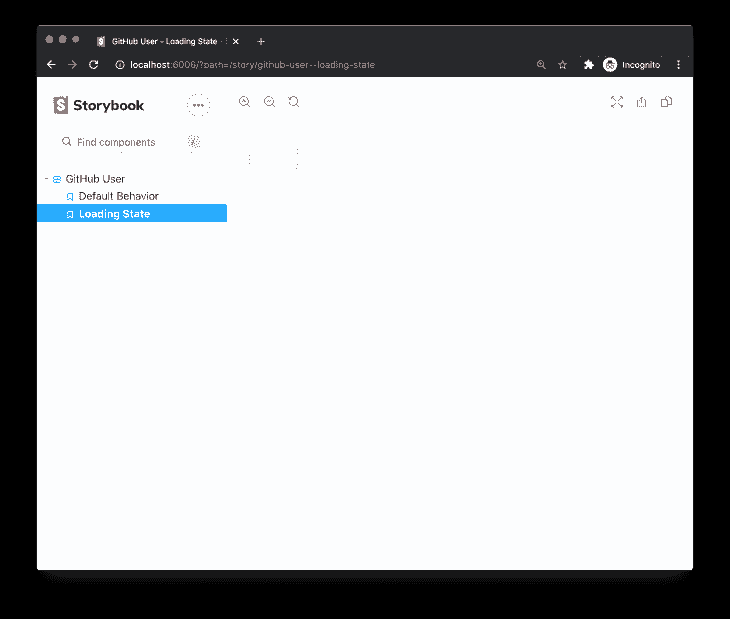 GitHub User - Loading State ·
localhost:6006/?path=/story/github-user--loading-state
Incognito
Storybook
Find components
GitHub User
Default Behavior
Loading State